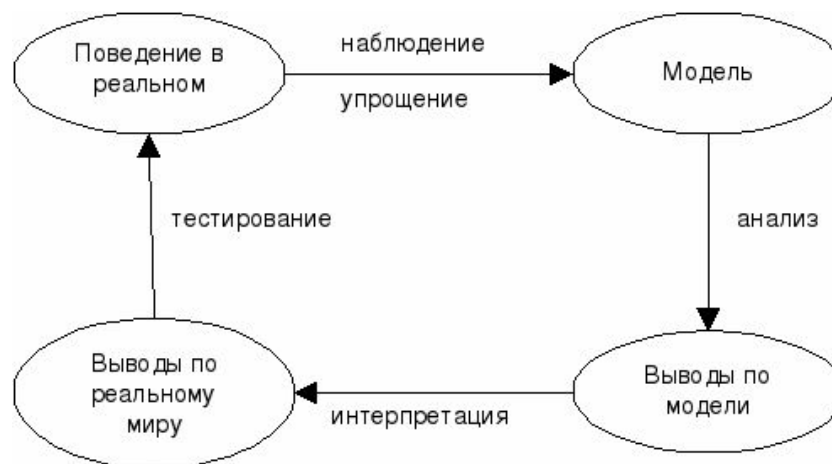 Поведение в
реальном
наблюдение
упрощение
Модель
тестирование
анализ
Выводы по
реальному
миру
интерпретация
Выводы по
модели